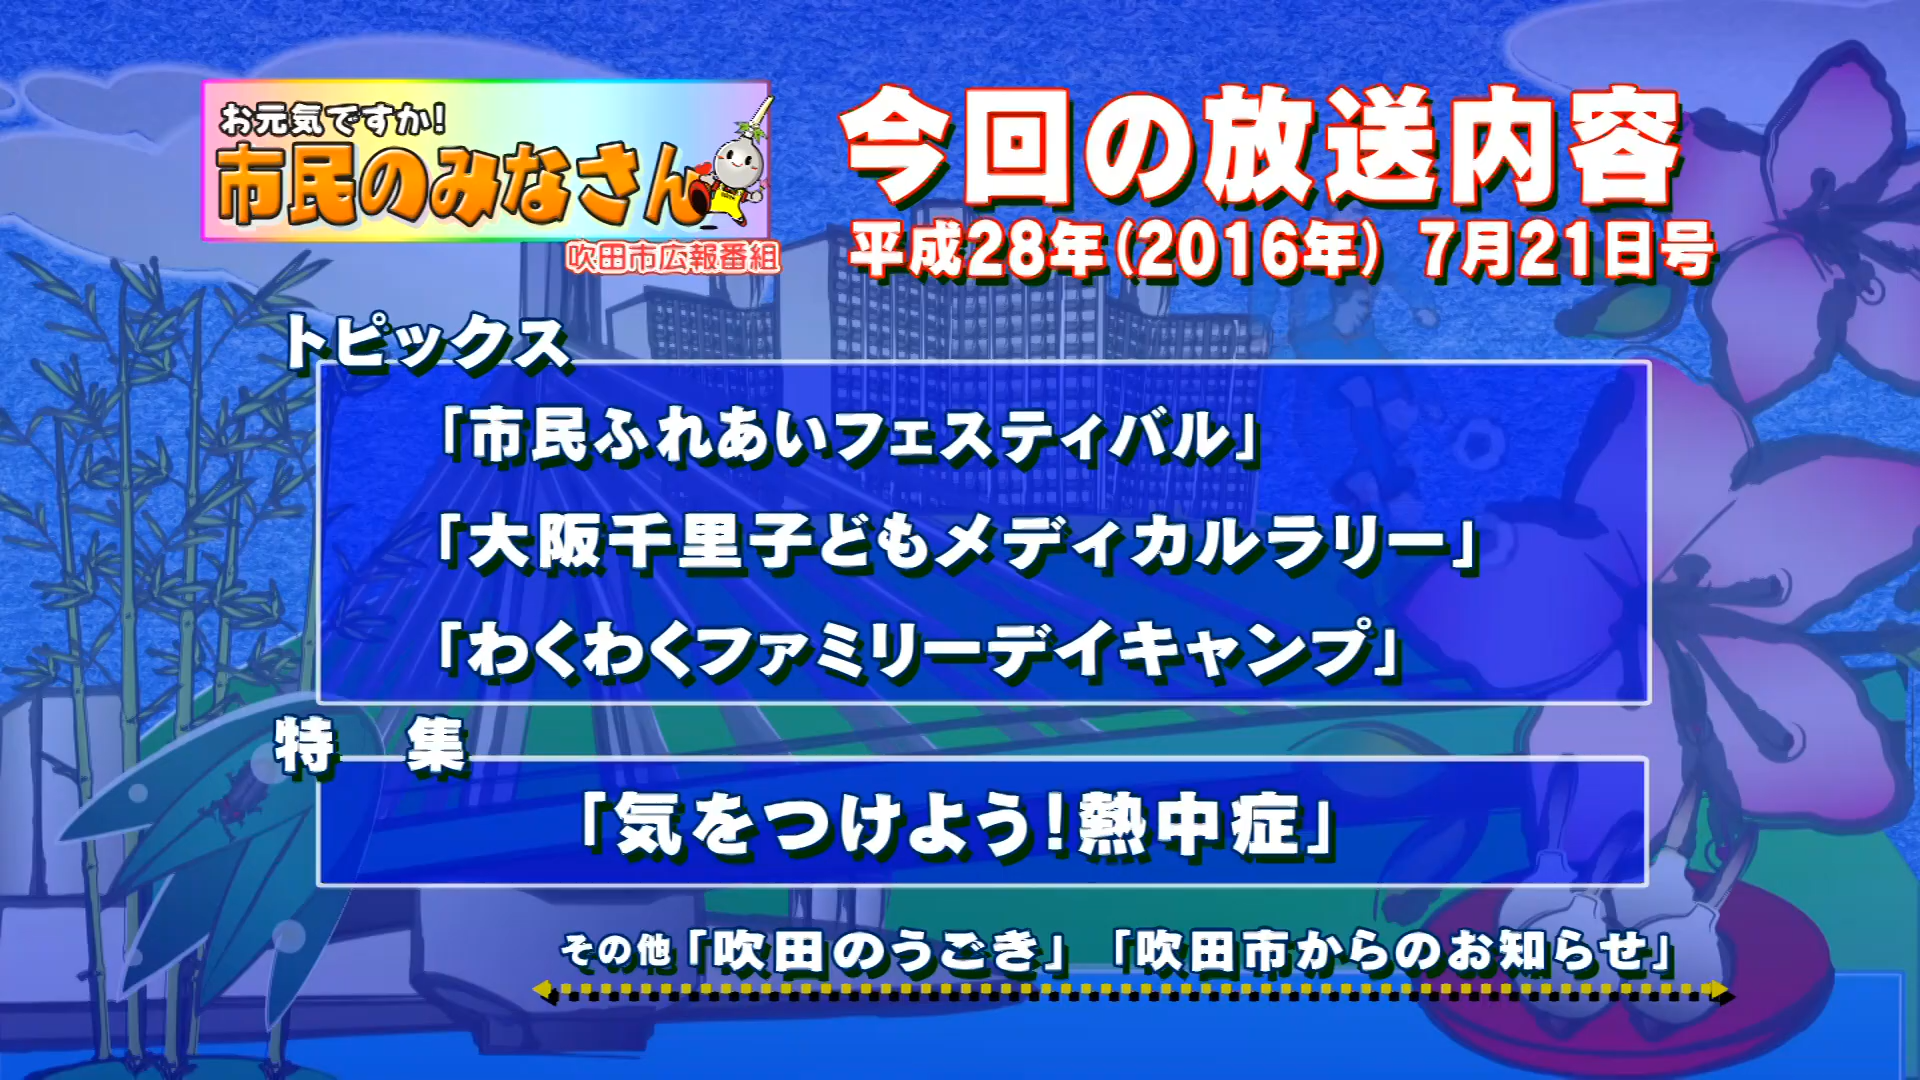 お元気ですか!
市民のみなさん
吹田市広報番組
今回の放送内容
平成28年(2016年) 7月21日号
トピックス
「市民ふれあいフェスティバル」
「大阪千里子どもメディカルラリー」
「わくわくファミリーデイキャンプ」
特　集
「気をつけよう!熱中症」
その他「吹田のうごき」「吹田市からのお知らせ」